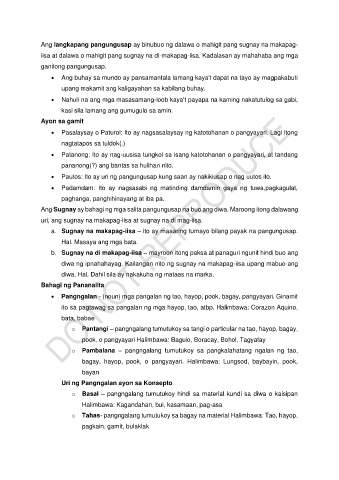 Ang langkapang pangungusap ay binubuo ng dalawa o mahigit pang sugnay na makapag-
iisa at dalawa o mahigit pang sugnay na di-makapag-iisa. Kadalasan ay mahahaba ang mga
ganitong pangungusap.
• Ang buhay sa mundo ay pansamantala lamang kaya't dapat na tayo ay magpakabuti
upang makamit ang kaligayahan sa kabilang buhay.
• Nahuli na ang mga masasamang-loob kaya't payapa na kaming nakatutulog sa gabi,
kasi sila lamang ang gumugulo sa amin.
Ayon sa gamit
• Pasalaysay o Paturol: Ito ay nagsasalaysay ng katotohanan o pangyayari. Lagi itong
nagtatapos sa tuldok(.)
• Patanong: Ito ay nag-uusisa tungkol sa isang katotohanan o pangyayari, at tandang
pananong(?) ang bantas sa hulihan nito.
• Pautos: Ito ay uri ng pangungusap kung saan ay nakikiusap o nag uutos ito.
• Padamdam: Ito ay nagsasabi ng matinding damdamin gaya ng tuwa,pagkagulat,
paghanga, panghihinayang at iba pa.
Ang Sugnay ay bahagi ng mga salita pangungusap na buo ang diwa. Maroong itong dalawang
uri, ang sugnay na makapag-iisa at sugnay na di mag-iisa.
a. Sugnay na makapag-iisa – ito ay maaaring tumayo bilang payak na pangungusap.
Hal. Masaya ang mga bata.
b. Sugnay na di makapag-iisa – mayroon itong paksa at panaguri ngunit hindi buo ang
diwa ng ipnahahayag. Kailangan nito ng sugnay na makapag-iisa upang mabuo ang
diwa. Hal. Dahil sila ay nakakuha ng mataas na marka.
Bahagi ng Pananalita
• Pangngalan - (noun) mga pangalan ng tao, hayop, pook, bagay, pangyayari. Ginamit
ito sa pagtawag sa pangalan ng mga hayop, tao, atbp. Halimbawa: Corazon Aquino,
bata, babae
o Pantangi – pangngalang tumutukoy sa tangi o particular na tao, hayop, bagay,
pook, o pangyayari Halimbawa: Baguio, Boracay, Bohol, Tagyatay
o Pambalana – pangngalang tumutukoy sa pangkalahatang ngalan ng tao,
bagay, hayop, pook, o pangyayari. Halimbawa: Lungsod, baybayin, pook,
bayan
Uri ng Pangngalan ayon sa Konsepto
o Basal – pangngalang tumutukoy hindi sa material kundi sa diwa o kaisipan
Halimbawa: Kagandahan, bui, kasamaan, pag-asa
o Tahas- pangngalang tumutukoy sa bagay na material Halimbawa: Tao, hayop,
pagkain, gamit, bulaklak
DO NOT REPRODUCE